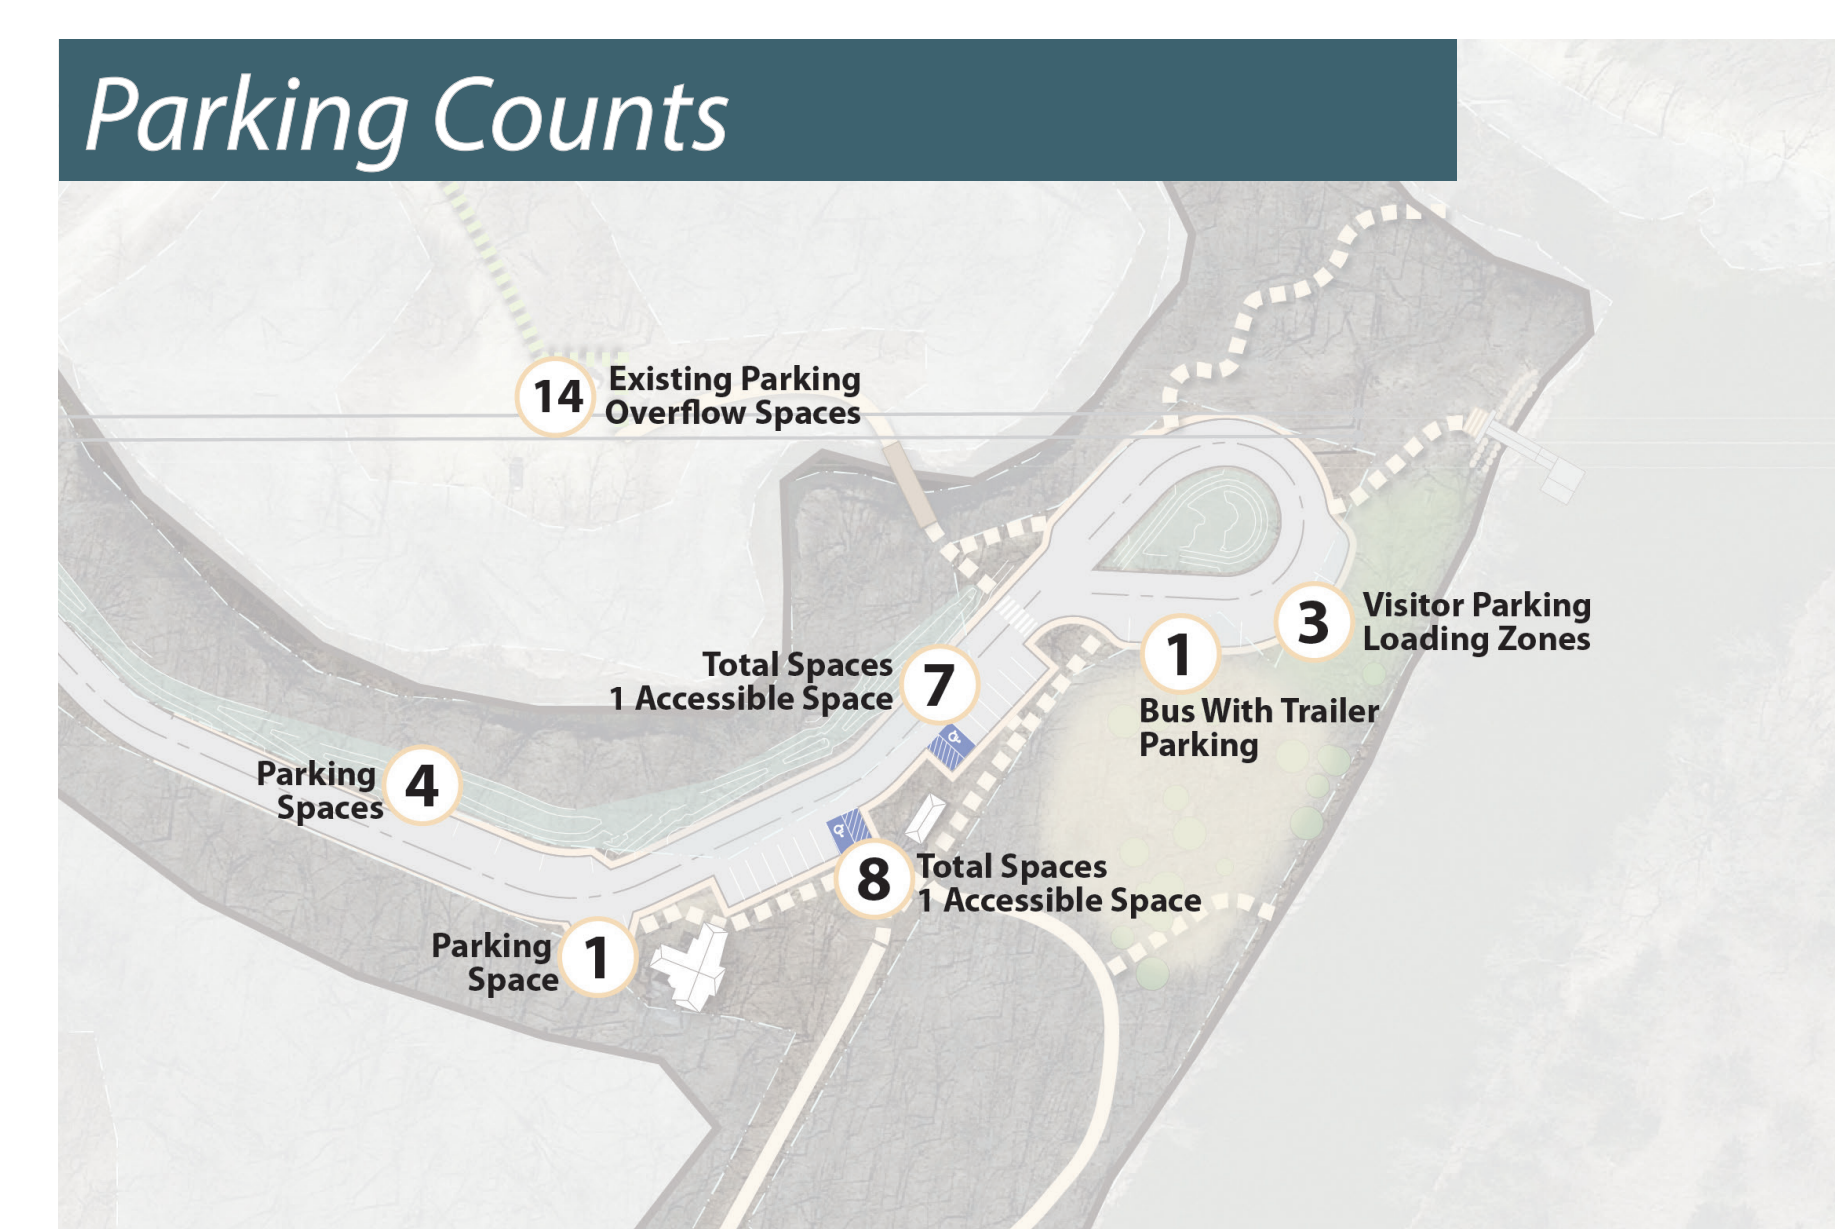 Parking Counts
14
Existing Parking
Overflow Spaces
3
Visitor Parking
Loading Zones
1
Bus With Trailer
Parking
Total Spaces
1 Accessible Space
7
Parking
Spaces
4
8
Total Spaces
1 Accessible Space
Parking
Space
1